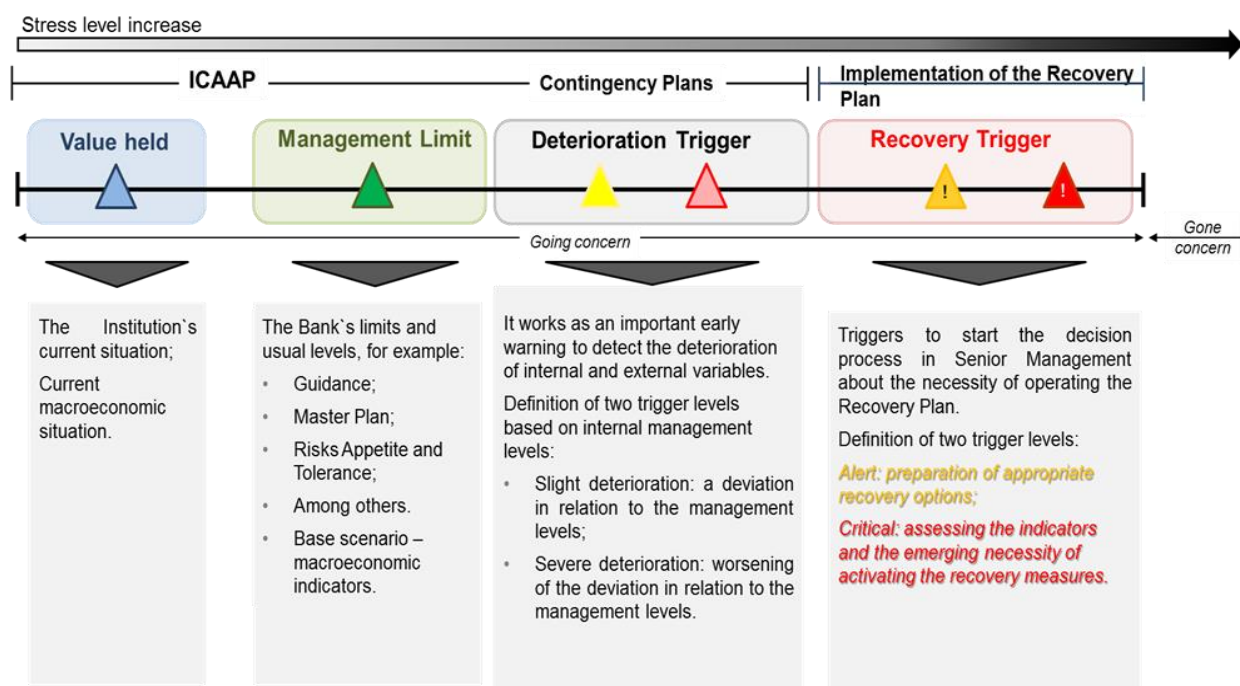 Stress level increase
ICAAP
Contingency Plans
Implementation of the Recovery
Plan
Value held
Management Limit
Deterioration Trigger
Recovery Trigger
!
!
Going concern
Gone
concern
The Institution`s
current situation;
Current
macroeconomic
situation.
The Bank`s limits and
usual levels, for example:
• Guidance;
• Master Plan;
• Risks Appetite and
Tolerance;
• Among others.
• Base scenario –
macroeconomic
indicators.
It works as an important early
warning to detect the deterioration
of internal and external variables.
Definition of two trigger levels
based on internal management
levels:
• Slight deterioration: a deviation
in relation to the management
levels;
• Severe deterioration: worsening
of the deviation in relation to the
management levels.
Triggers to start the decision
process in Senior Management
about the necessity of operating the
Recovery Plan.
Definition of two trigger levels:
Alert: preparation of appropriate
recovery options;
Critical: assessing the indicators
and the emerging necessity of
activating the recovery measures.